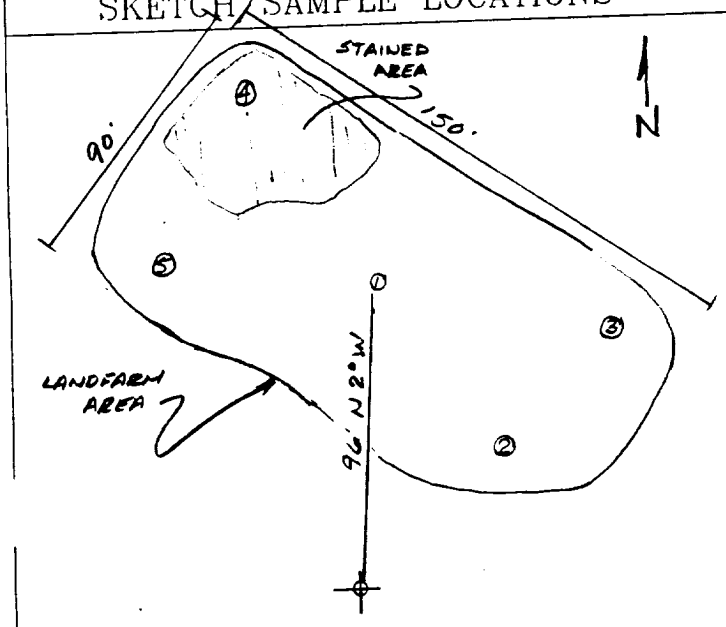 SKETCH/SAMPLE LOCATIONS
STAINED
AREA
90'
150'
N
④
⑤
①
③
LANDFARM
AREA
96' N 2° W
②